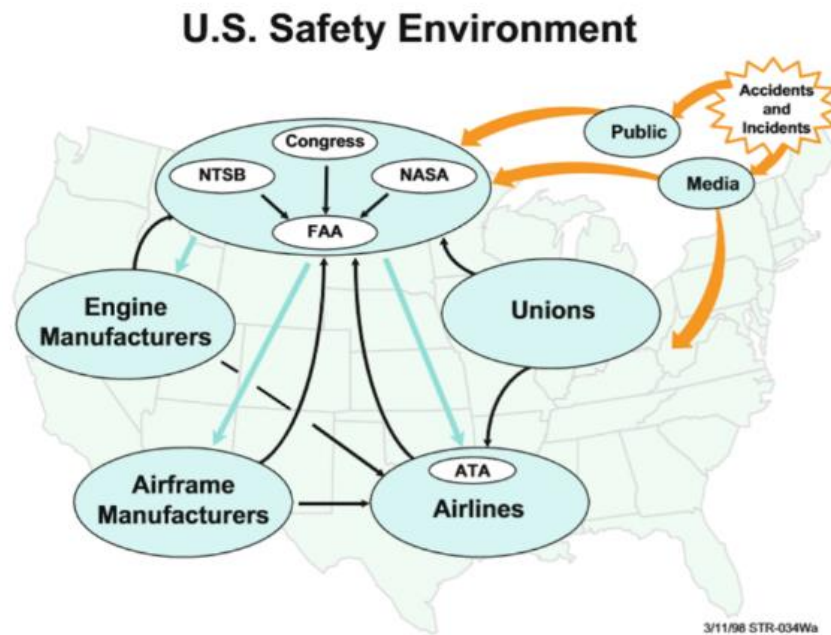 U.S. Safety Environment
Accidents
and
Incidents
Public
Media
Congress
NTSB
NASA
FAA
Engine
Manufacturers
Unions
Airframe
Manufacturers
ATA
Airlines
3/11/98 STR-034Wa